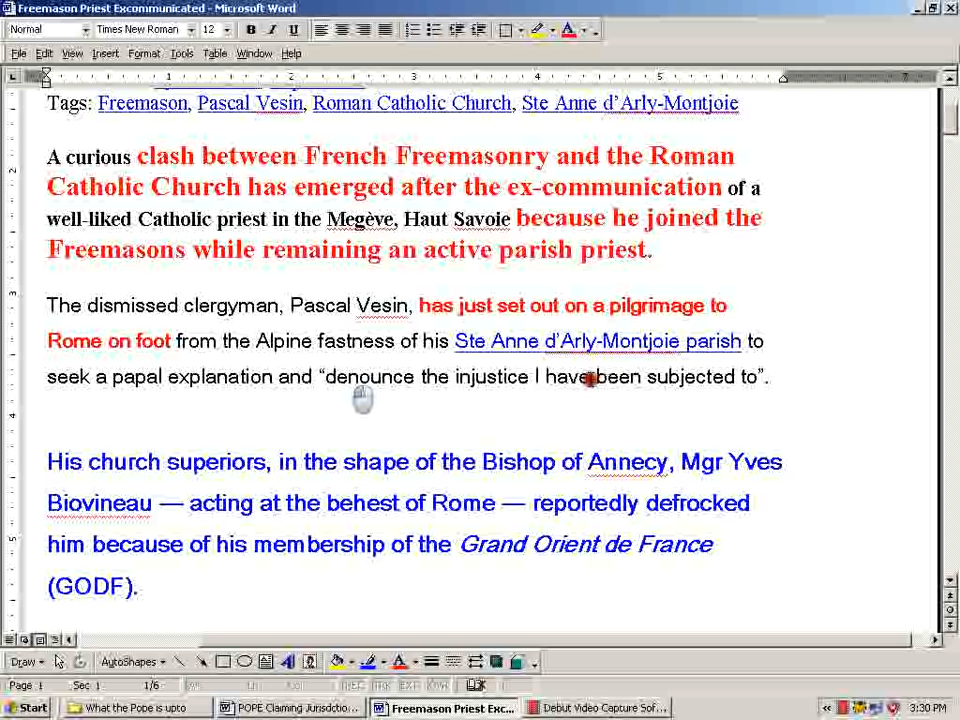 Freemason Priest Excommunicated - Microsoft Word
Normal Times New Roman 12 B I U A
File Edit View Insert Format Tools Table Window Help
1 2 3 4 5 7
Tags: Freemason, Pascal Vesin, Roman Catholic Church, Ste Anne d’Arly-Montjoie
A curious clash between French Freemasonry and the Roman
Catholic Church has emerged after the ex-communication of a
well-liked Catholic priest in the Megève, Haut Savoie because he joined the
Freemasons while remaining an active parish priest.
The dismissed clergyman, Pascal Vesin, has just set out on a pilgrimage to
Rome on foot from the Alpine fastness of his Ste Anne d’Arly-Montjoie parish to
seek a papal explanation and “denounce the injustice I have been subjected to”.
His church superiors, in the shape of the Bishop of Annecy, Mgr Yves
Biovineau — acting at the behest of Rome — reportedly defrocked
him because of his membership of the Grand Orient de France
(GODF).
Draw AutoShapes A
Page 1 Sec 1 1/6
Start What the Pope is upto POPE Claiming Jurisdction... Freemason Priest Exc... Debut Video Capture Sof... « 3:30 PM